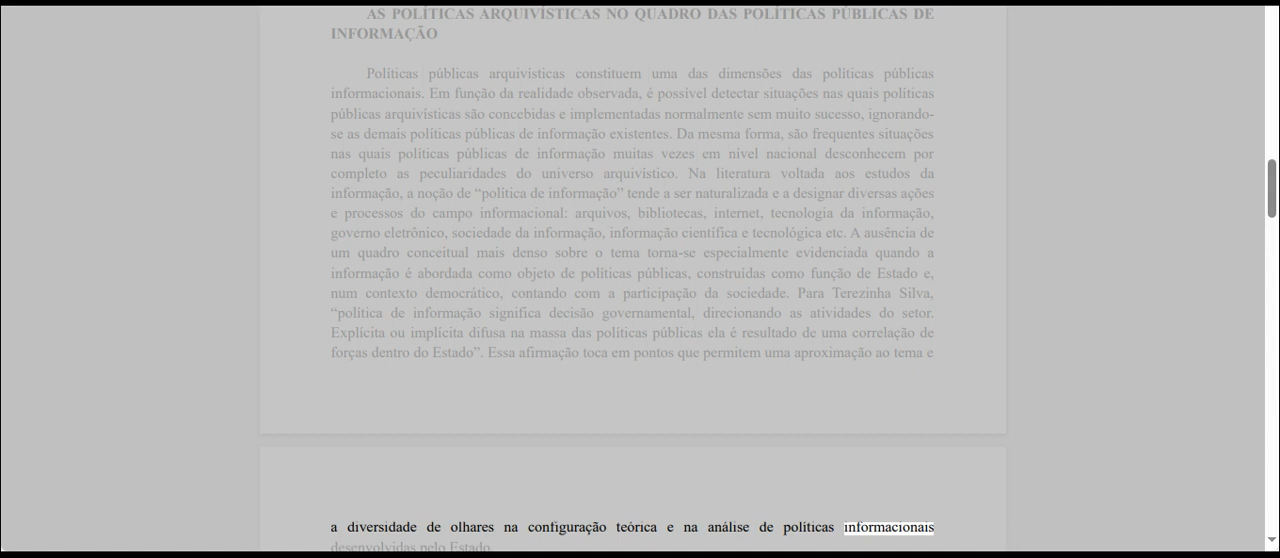 AS POLÍTICAS ARQUIVÍSTICAS NO QUADRO DAS POLÍTICAS PÚBLICAS DE
INFORMAÇÃO
Políticas públicas arquivísticas constituem uma das dimensões das políticas públicas
informacionais. Em função da realidade observada, é possível detectar situações nas quais políticas
públicas arquivísticas são concebidas e implementadas normalmente sem muito sucesso, ignorando-
se as demais políticas públicas de informação existentes. Da mesma forma, são frequentes situações
nas quais políticas públicas de informação muitas vezes em nível nacional desconhecem por
completo as peculiaridades do universo arquivístico. Na literatura voltada aos estudos da
informação, a noção de “política de informação” tende a ser naturalizada e a designar diversas ações
e processos do campo informacional: arquivos, bibliotecas, internet, tecnologia da informação,
governo eletrônico, sociedade da informação, informação científica e tecnológica etc. A ausência de
um quadro conceitual mais denso sobre o tema torna-se especialmente evidenciada quando a
informação é abordada como objeto de políticas públicas, construídas como função de Estado e,
num contexto democrático, contando com a participação da sociedade. Para Terezinha Silva,
“política de informação significa decisão governamental, direcionando as atividades do setor.
Explícita ou implícita difusa na massa das políticas públicas ela é resultado de uma correlação de
forças dentro do Estado”. Essa afirmação toca em pontos que permitem uma aproximação ao tema e
a diversidade de olhares na configuração teórica e na análise de políticas informacionais
desenvolvidas pelo Estado.